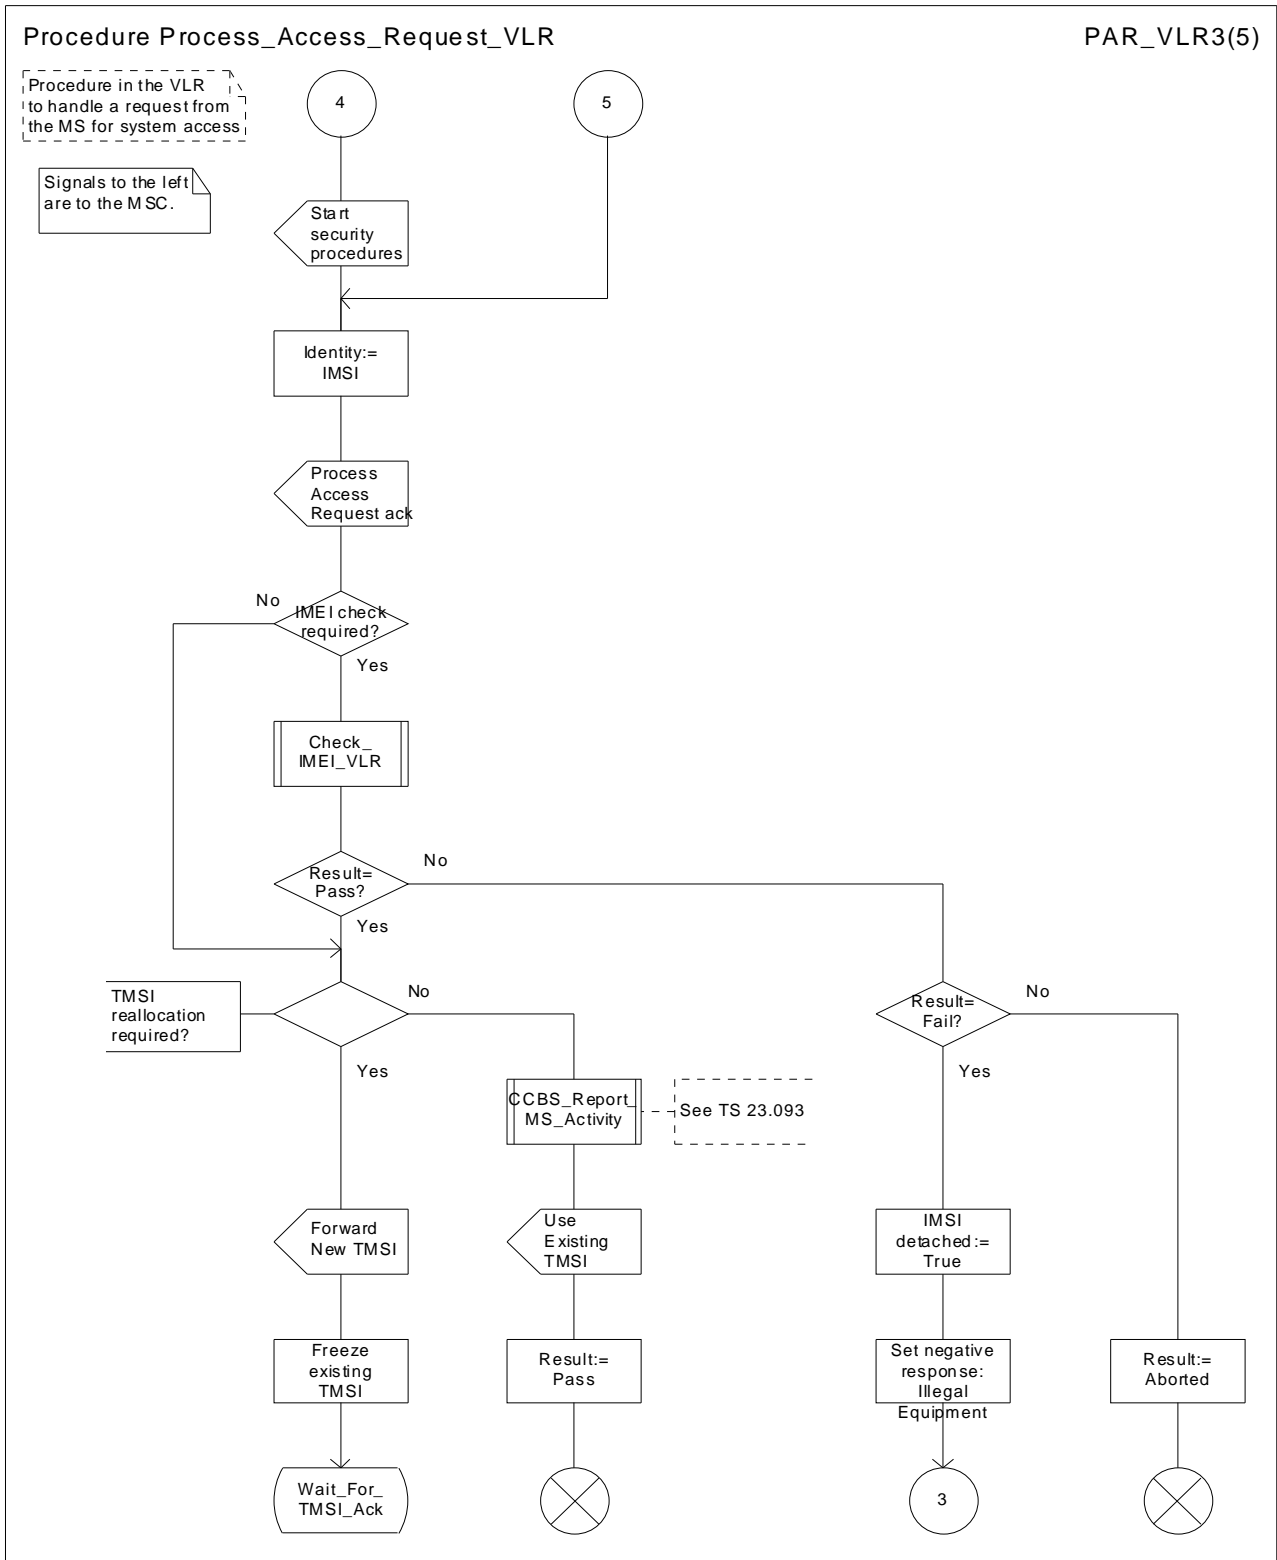 Procedure Process_Access_Request_VLR
PAR_VLR3(5)
Procedure in the VLR
to handle a request from
the MS for system access
4
5
Signals to the left
are to the MSC.
Start
security
procedures
Identity:=
IMSI
Process
Access
Request ack
No
IMEI check
required?
Yes
Check_
IMEI_VLR
Result=
Pass?
No
Yes
TMSI
reallocation
required?
No
Yes
Result=
Fail?
No
Yes
CCBS_Report_
MS_Activity
See TS 23.093
Forward
New TMSI
Use
Existing
TMSI
IMSI
detached:=
True
Freeze
existing
TMSI
Result:=
Pass
Set negative
response:
Illegal
Equipment
Result:=
Aborted
Wait_For_
TMSI_Ack
3